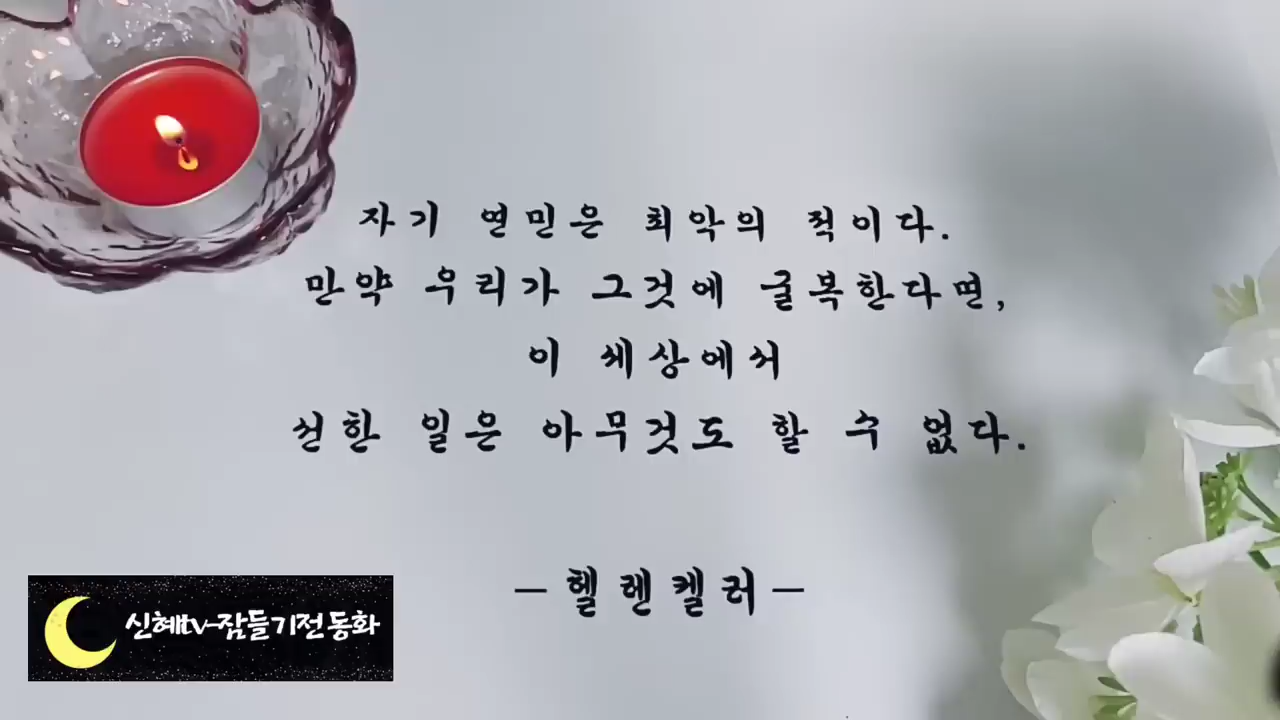 자기 연민은 최악의 적이다.
만약 우리가 그것에 굴복한다면,
이 세상에서
선한 일은 아무것도 할 수 없다.
－헬렌켈러－
신혜tv-잠들기전동화